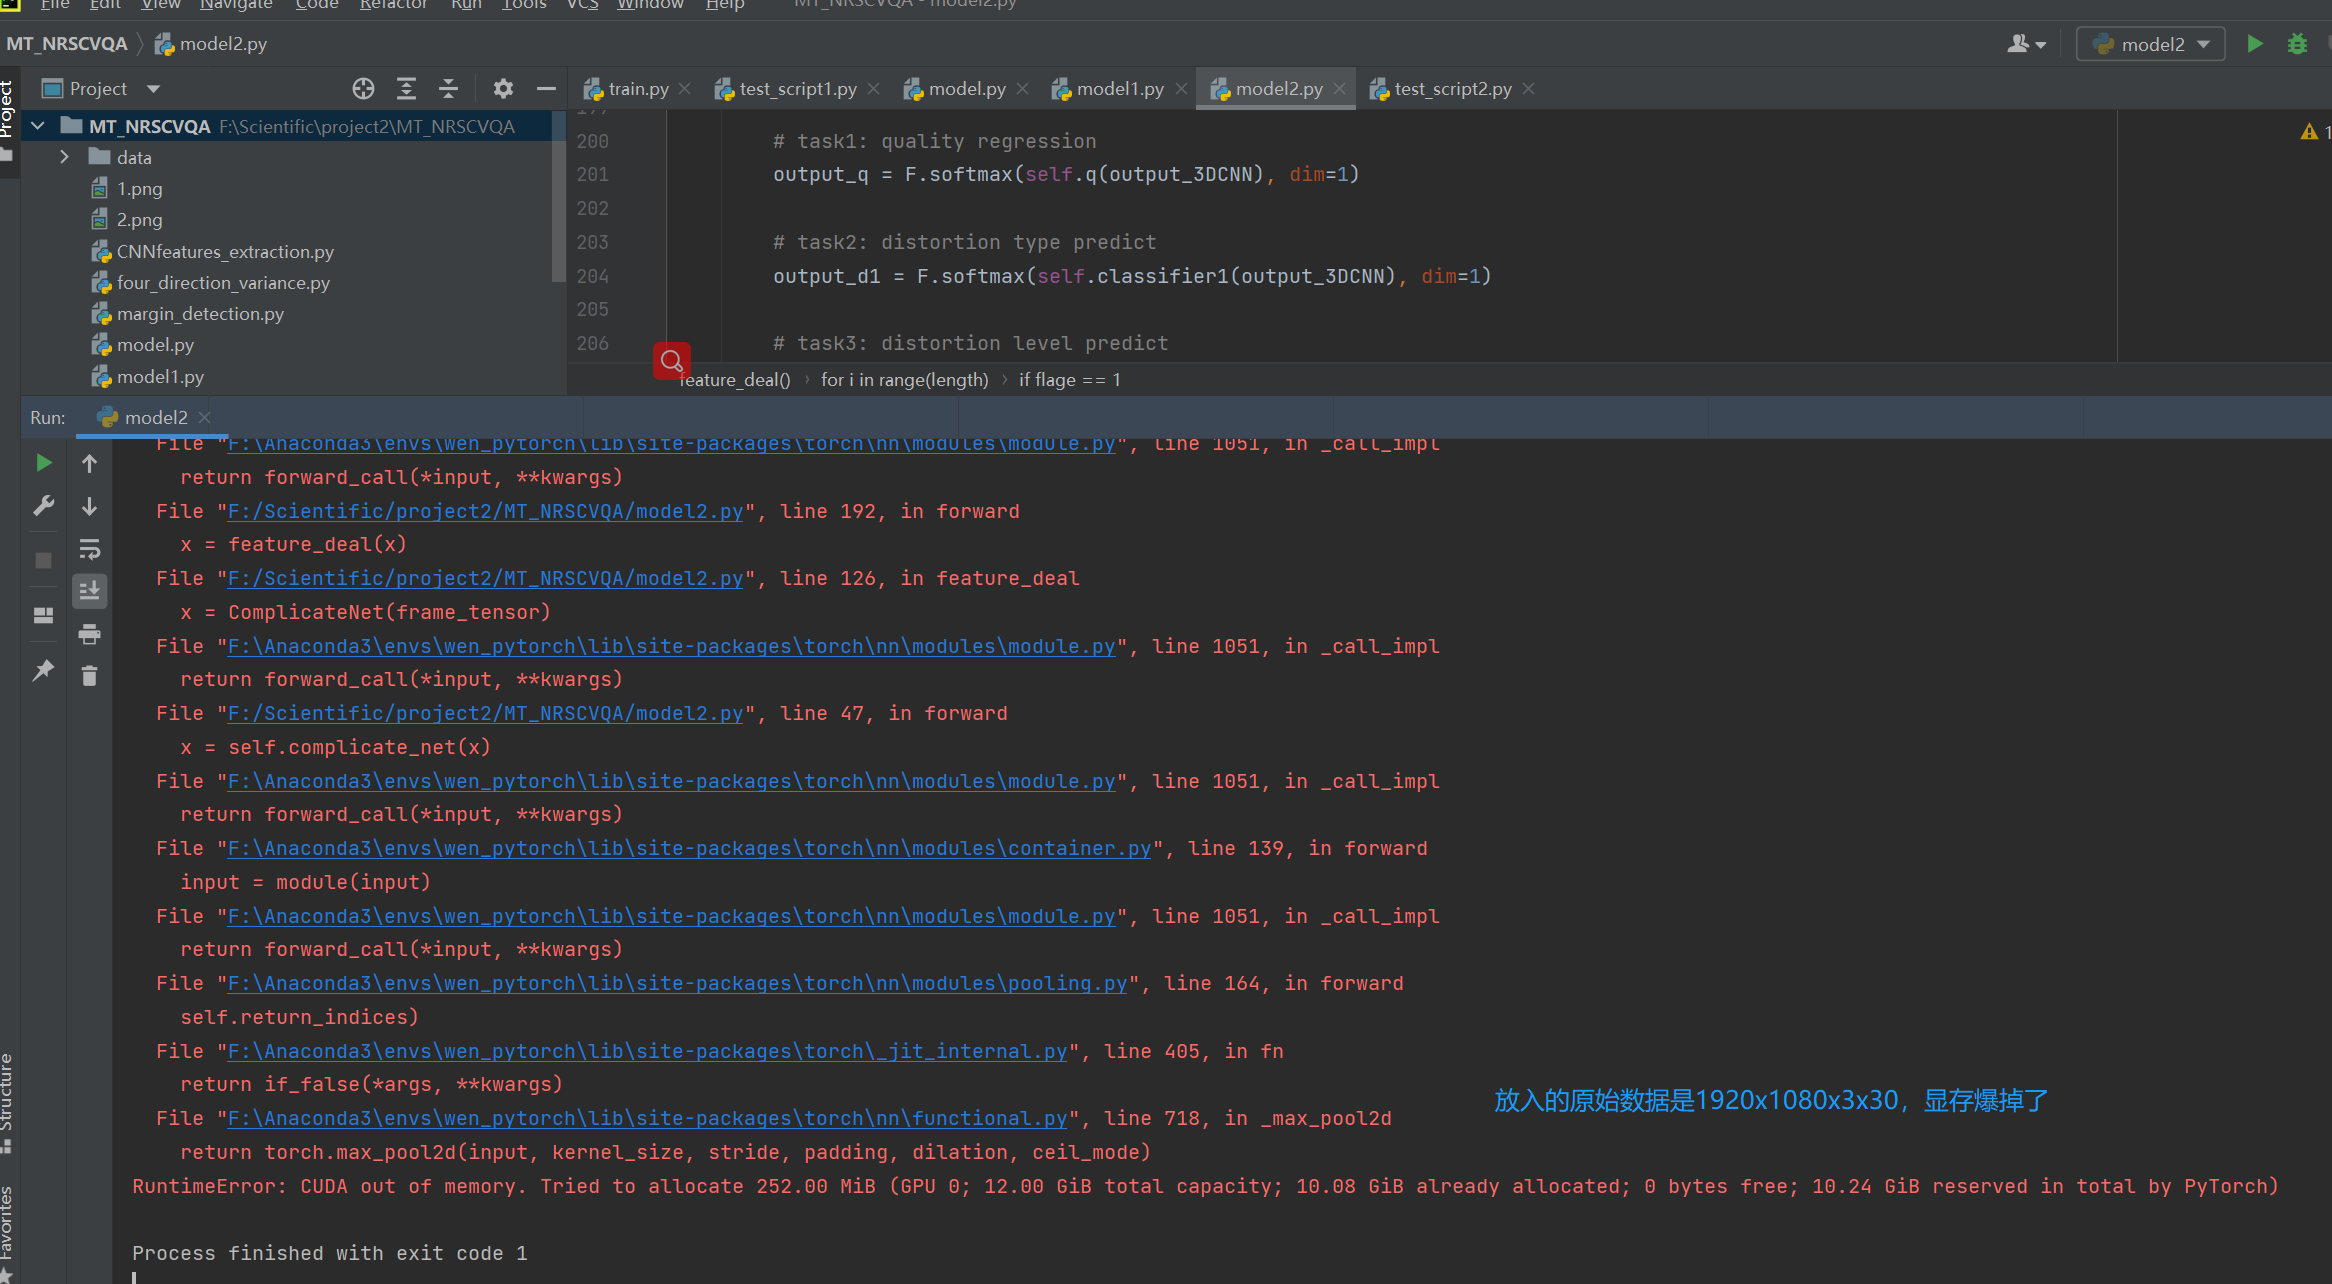 File Edit View Navigate Code Refactor Run Tools VCS Window Help MT_NRSCVQA - model2.py
MT_NRSCVQA model2.py
model2
Project
Project
train.py
test_script1.py
model.py
model1.py
model2.py
test_script2.py
MT_NRSCVQA F:\Scientific\project2\MT_NRSCVQA
data
1.png
2.png
CNNfeatures_extraction.py
four_direction_variance.py
margin_detection.py
model.py
model1.py
200 # task1: quality regression
201 output_q = F.softmax(self.q(output_3DCNN), dim=1)
202
203 # task2: distortion type predict
204 output_d1 = F.softmax(self.classifier1(output_3DCNN), dim=1)
205
206 # task3: distortion level predict
1
feature_deal() › for i in range(length) › if flage == 1
Run: model2
File "F:\Anaconda3\envs\wen_pytorch\lib\site-packages\torch\nn\modules\module.py", line 1051, in _call_impl
return forward_call(*input, **kwargs)
File "F:/Scientific/project2/MT_NRSCVQA/model2.py", line 192, in forward
x = feature_deal(x)
File "F:/Scientific/project2/MT_NRSCVQA/model2.py", line 126, in feature_deal
x = ComplicateNet(frame_tensor)
File "F:\Anaconda3\envs\wen_pytorch\lib\site-packages\torch\nn\modules\module.py", line 1051, in _call_impl
return forward_call(*input, **kwargs)
File "F:/Scientific/project2/MT_NRSCVQA/model2.py", line 47, in forward
x = self.complicate_net(x)
File "F:\Anaconda3\envs\wen_pytorch\lib\site-packages\torch\nn\modules\module.py", line 1051, in _call_impl
return forward_call(*input, **kwargs)
File "F:\Anaconda3\envs\wen_pytorch\lib\site-packages\torch\nn\modules\container.py", line 139, in forward
input = module(input)
File "F:\Anaconda3\envs\wen_pytorch\lib\site-packages\torch\nn\modules\module.py", line 1051, in _call_impl
return forward_call(*input, **kwargs)
File "F:\Anaconda3\envs\wen_pytorch\lib\site-packages\torch\nn\modules\pooling.py", line 164, in forward
self.return_indices)
File "F:\Anaconda3\envs\wen_pytorch\lib\site-packages\torch\_jit_internal.py", line 405, in fn
return if_false(*args, **kwargs)
放入的原始数据是1920x1080x3x30，显存爆掉了
File "F:\Anaconda3\envs\wen_pytorch\lib\site-packages\torch\nn\functional.py", line 718, in _max_pool2d
return torch.max_pool2d(input, kernel_size, stride, padding, dilation, ceil_mode)
RuntimeError: CUDA out of memory. Tried to allocate 252.00 MiB (GPU 0; 12.00 GiB total capacity; 10.08 GiB already allocated; 0 bytes free; 10.24 GiB reserved in total by PyTorch)
Process finished with exit code 1
Structure
Favorites